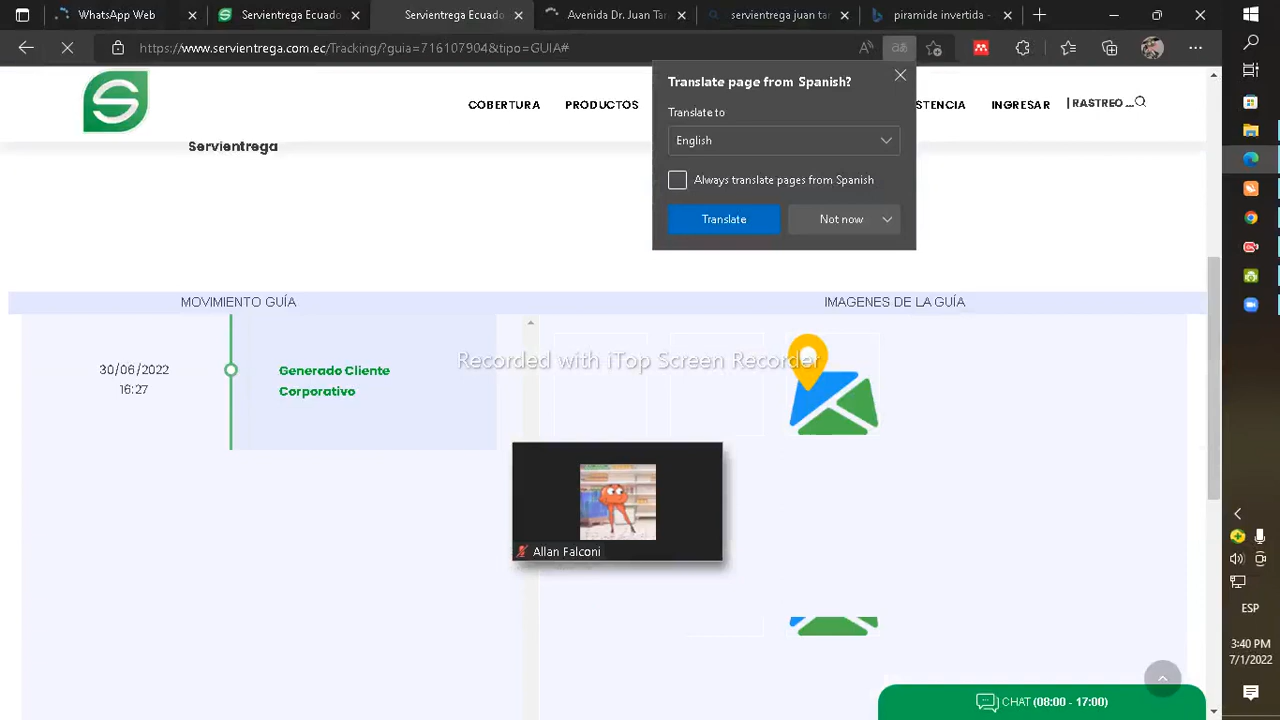 WhatsApp
Servientrega Ecuado
Servientrega Ecuado
Avenida Dr. Juan Tar
servientrega juan tar
piramide invertida -
https://www.servientrega.com.ec/Tracking/?guia=716107904&tipo=GUIA#
Translate page from Spanish?
Translate to
English
Always translate pages from Spanish
Translate
Not now
COBERTURA
PRODUCTOS
STENCIA
INGRESAR
| RASTREO ...
Servientrega
MOVIMIENTO GUÍA
IMAGENES DE LA GUÍA
30/06/2022
16:27
Generado Cliente
Corporativo
Recorded with iTop Screen Recorder
Allan Falconi
CHAT (08:00 - 17:00)
ESP
3:40 PM
7/1/2022